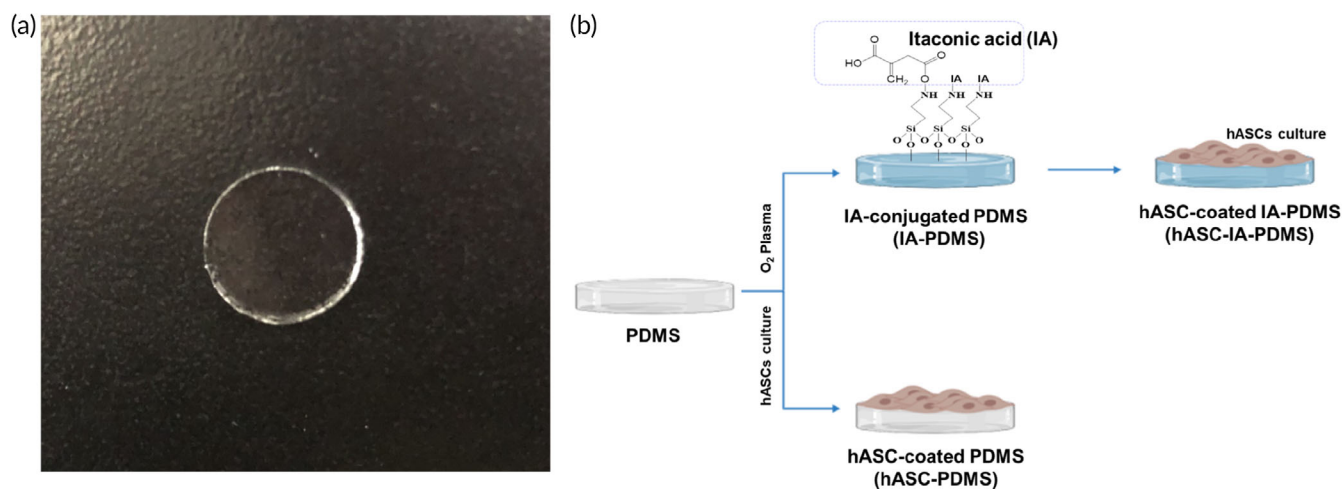 (a)
(b)
Itaconic acid (IA)
O
O
HO
CH₂
O
IA
IA
NH
NH
NH
Si
Si
Si
O
O
O
O
O
O
O
hASCs culture
IA-conjugated PDMS
(IA-PDMS)
hASC-coated IA-PDMS
(hASC-IA-PDMS)
O₂ Plasma
PDMS
hASCs culture
hASC-coated PDMS
(hASC-PDMS)